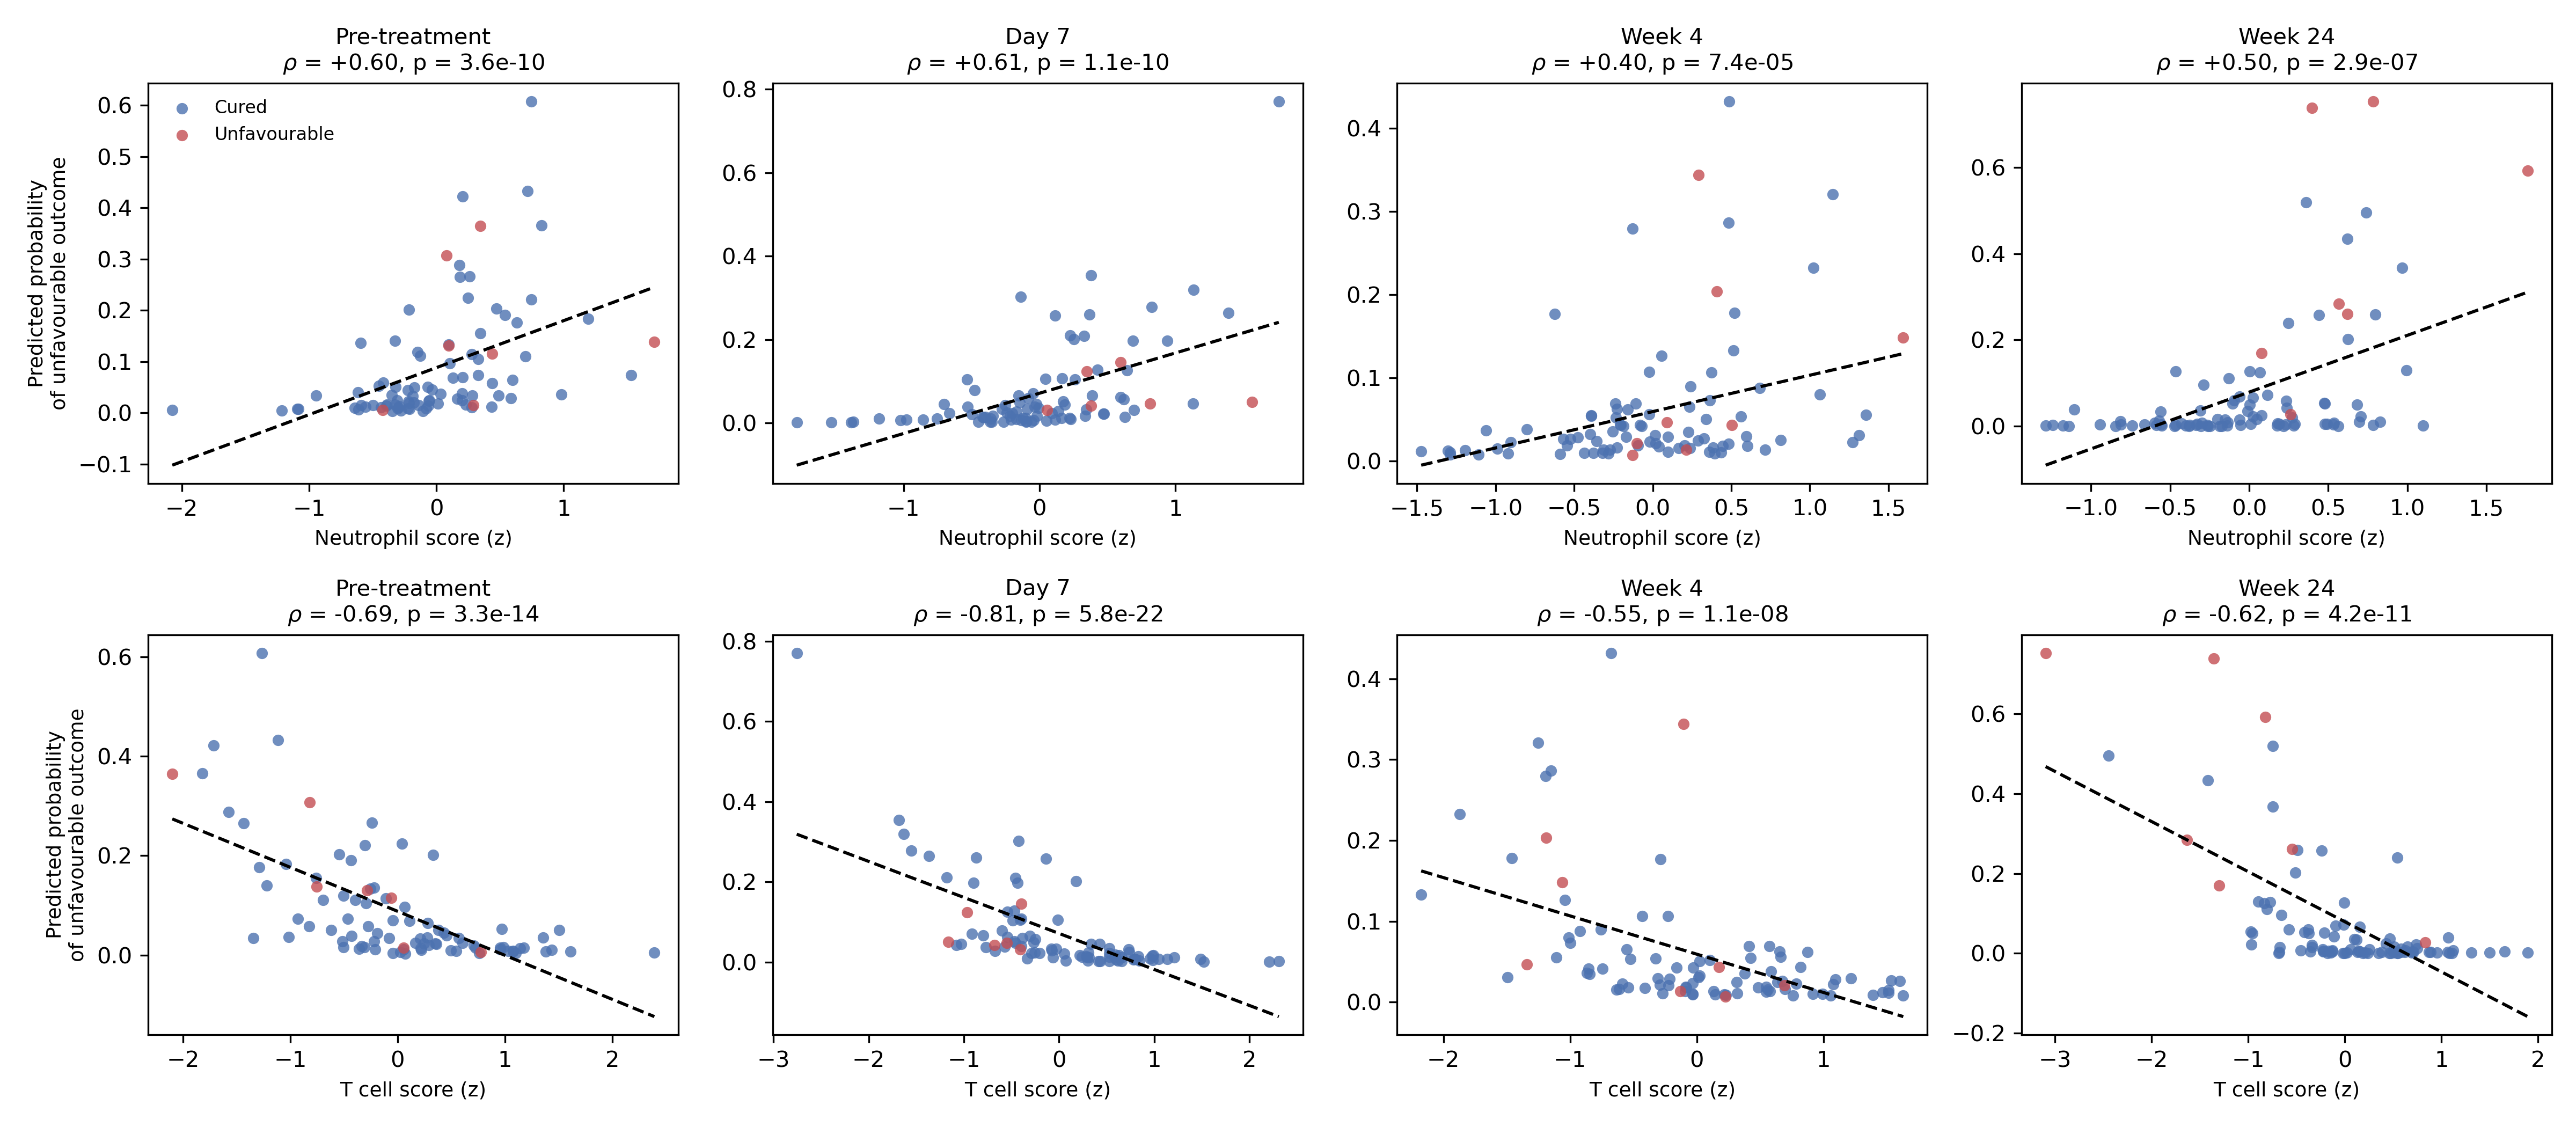 Pre-treatment
ρ = +0.60, p = 3.6e-10
Day 7
ρ = +0.61, p = 1.1e-10
Week 4
ρ = +0.40, p = 7.4e-05
Week 24
ρ = +0.50, p = 2.9e-07
Cured
Unfavourable
Predicted probability
of unfavourable outcome
0.6
0.5
0.4
0.3
0.2
0.1
0.0
−0.1
−2
−1
0
1
Neutrophil score (z)
0.8
0.6
0.4
0.2
0.0
−1
0
1
Neutrophil score (z)
0.4
0.3
0.2
0.1
0.0
−1.5
−1.0
−0.5
0.0
0.5
1.0
1.5
Neutrophil score (z)
0.6
0.4
0.2
0.0
−1.0
−0.5
0.0
0.5
1.0
1.5
Neutrophil score (z)
Pre-treatment
ρ = -0.69, p = 3.3e-14
Day 7
ρ = -0.81, p = 5.8e-22
Week 4
ρ = -0.55, p = 1.1e-08
Week 24
ρ = -0.62, p = 4.2e-11
Predicted probability
of unfavourable outcome
0.6
0.4
0.2
0.0
−2
−1
0
1
2
T cell score (z)
0.8
0.6
0.4
0.2
0.0
−3
−2
−1
0
1
2
T cell score (z)
0.4
0.3
0.2
0.1
0.0
−2
−1
0
1
T cell score (z)
0.6
0.4
0.2
0.0
−0.2
−3
−2
−1
0
1
2
T cell score (z)